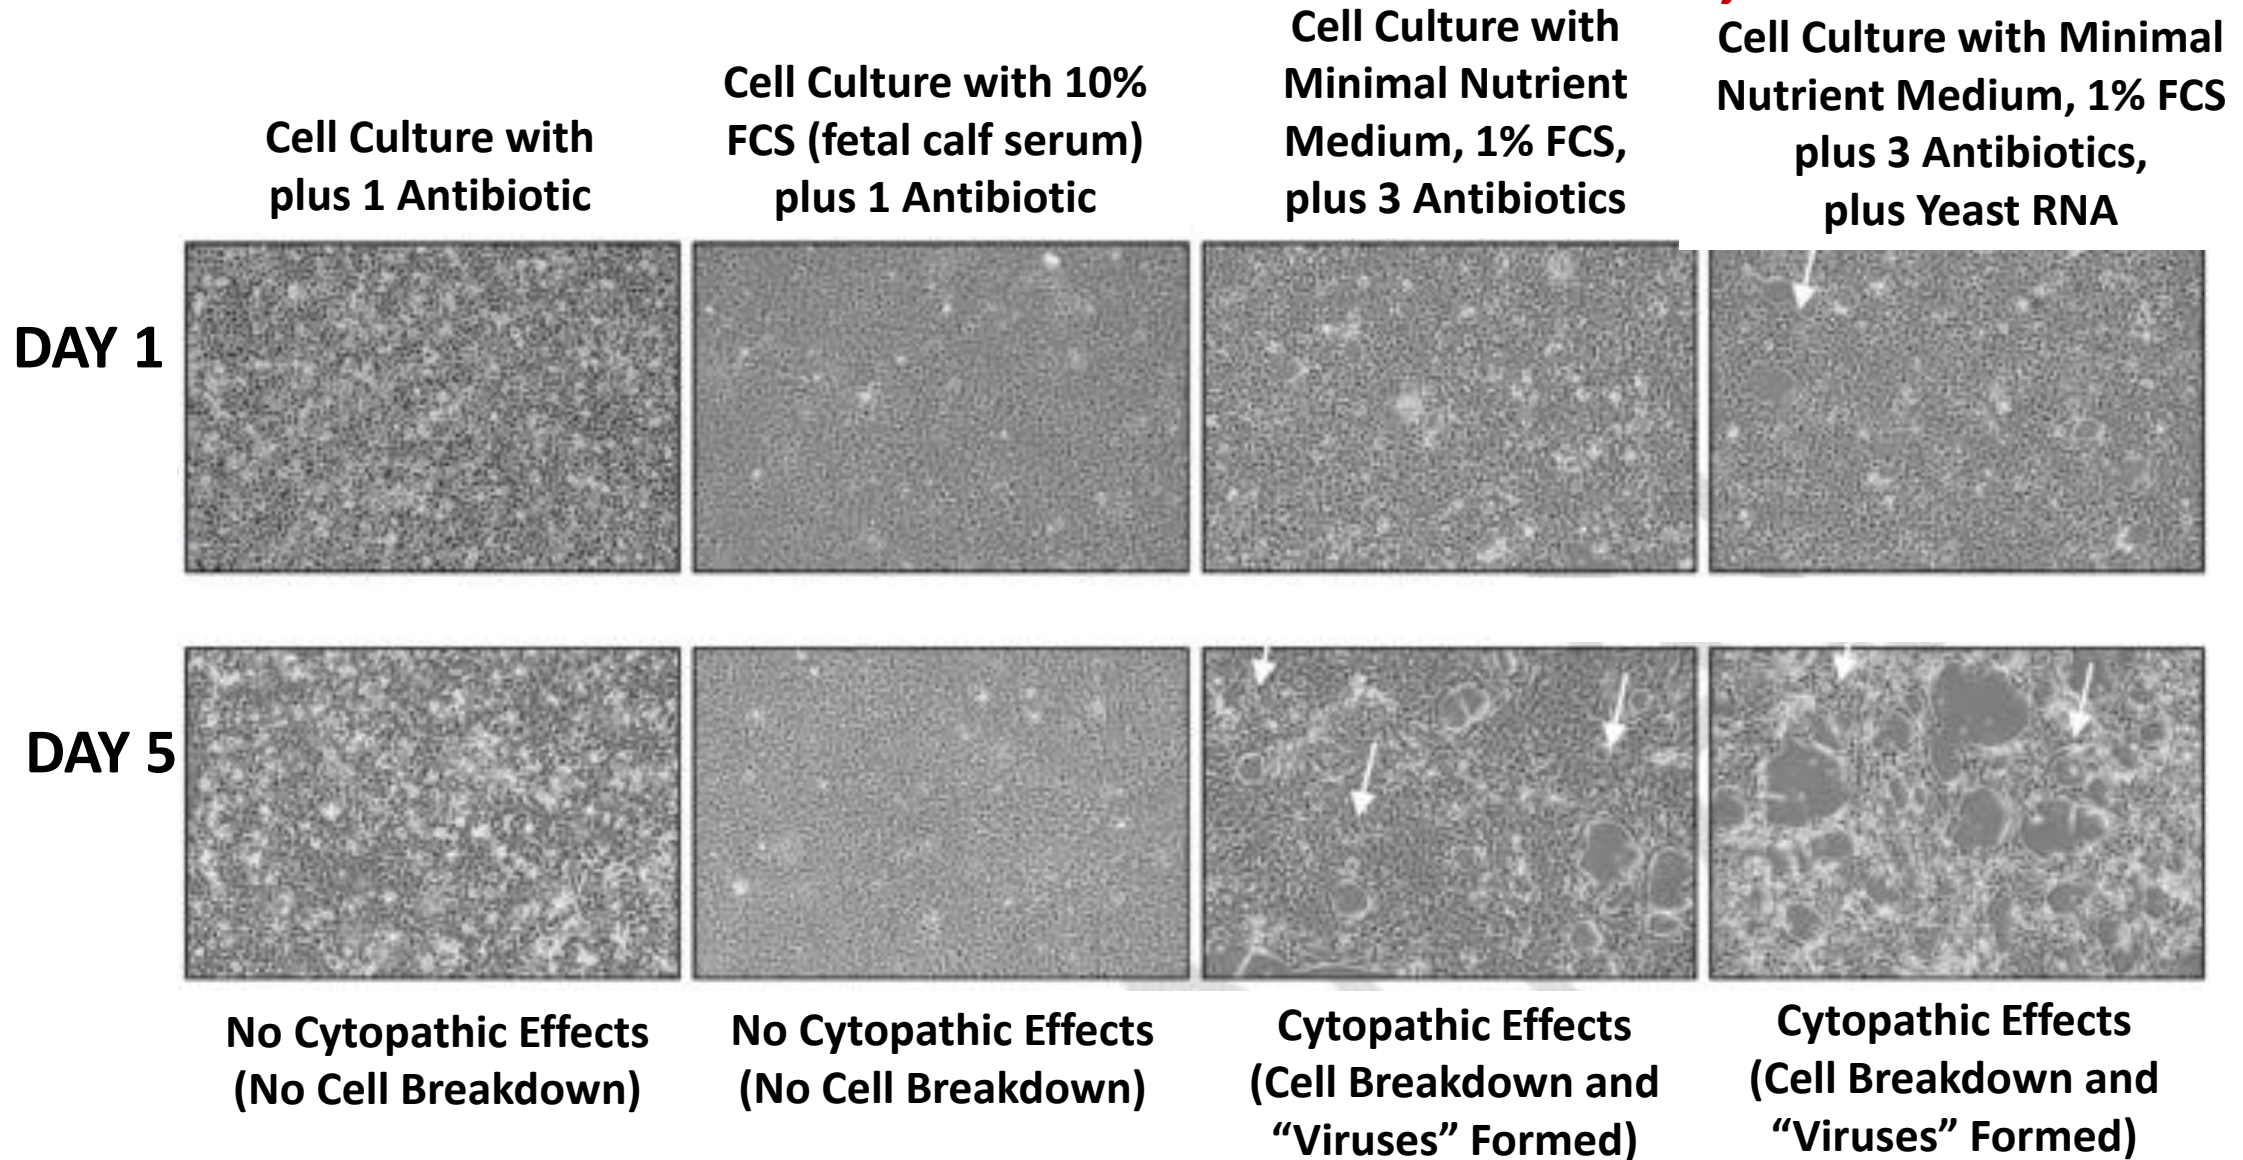 Cell Culture with
plus 1 Antibiotic
Cell Culture with 10%
FCS (fetal calf serum)
plus 1 Antibiotic
Cell Culture with
Minimal Nutrient
Medium, 1% FCS,
plus 3 Antibiotics
Cell Culture with Minimal
Nutrient Medium, 1% FCS
plus 3 Antibiotics,
plus Yeast RNA
DAY 1
DAY 5
No Cytopathic Effects
(No Cell Breakdown)
No Cytopathic Effects
(No Cell Breakdown)
Cytopathic Effects
(Cell Breakdown and
“Viruses” Formed)
Cytopathic Effects
(Cell Breakdown and
“Viruses” Formed)